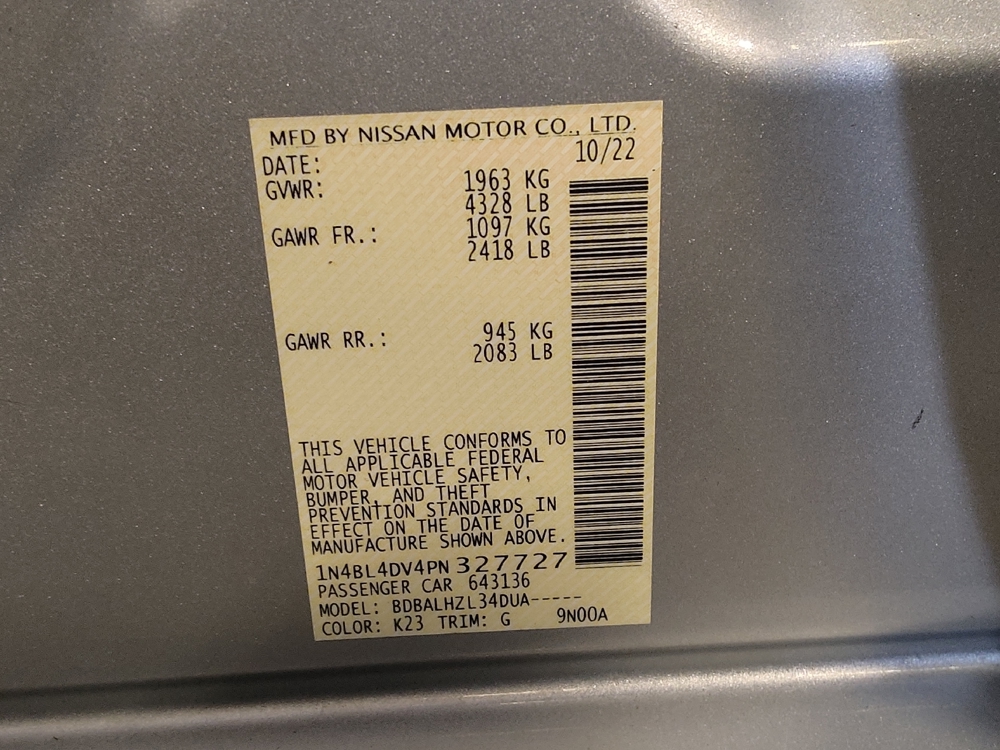 MFD BY NISSAN MOTOR CO., LTD.
DATE: 10/22
GVWR: 1963 KG
4328 LB
GAWR FR.: 1097 KG
2418 LB
GAWR RR.: 945 KG
2083 LB
THIS VEHICLE CONFORMS TO
ALL APPLICABLE FEDERAL
MOTOR VEHICLE SAFETY,
BUMPER, AND THEFT
PREVENTION STANDARDS IN
EFFECT ON THE DATE OF
MANUFACTURE SHOWN ABOVE.
1N4BL4DV4PN327727
PASSENGER CAR 643136
MODEL: BDBALHZL34DUA-----
COLOR: K23 TRIM: G 9N00A